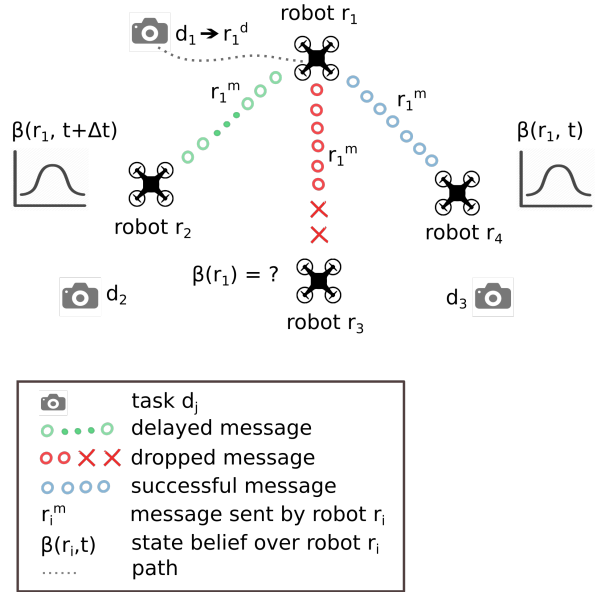 robot r₁
d₁ ➔ r₁ᵈ
r₁ᵐ
r₁ᵐ
β(r₁, t+Δt)
β(r₁, t)
r₁ᵐ
robot r₂
robot r₄
β(r₁) = ?
d₂
d₃
robot r₃
task dⱼ
delayed message
dropped message
successful message
rᵢᵐ message sent by robot rᵢ
β(rᵢ,t) state belief over robot rᵢ
path